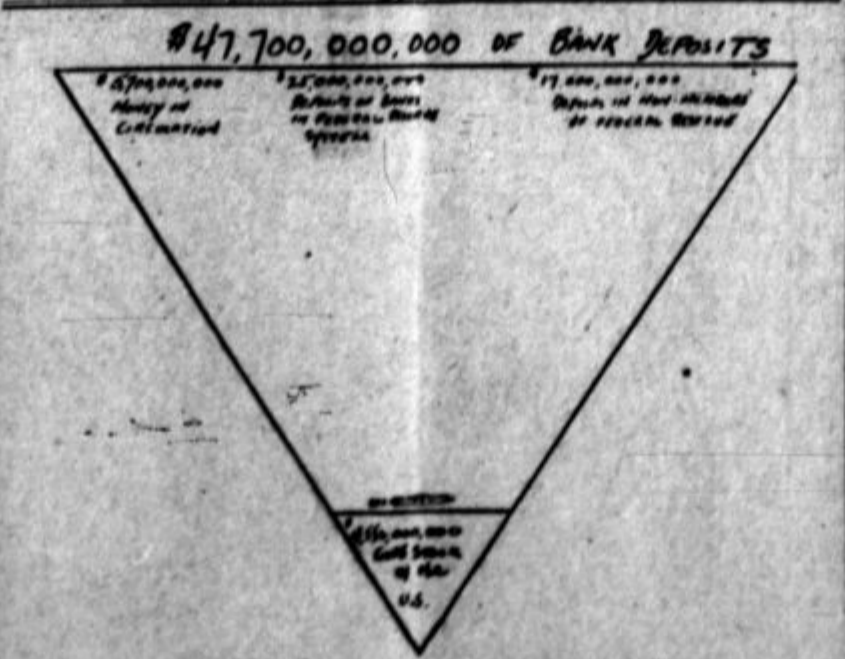 $47,700,000,000 OF BANK DEPOSITS
$5,700,000,000
MONEY IN
CIRCULATION
$25,000,000,000
DEPOSITS OF BANKS
IN FEDERAL RESERVE
SYSTEM
$17,000,000,000
DEPOSITS IN NON-MEMBERS
OF FEDERAL RESERVE
GOLD STOCK
OF THE
U.S.